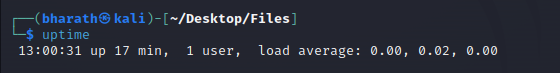 ┌──(bharath㉿kali)-[~/Desktop/Files]
└─$ uptime
 13:00:31 up 17 min,  1 user,  load average: 0.00, 0.02, 0.00